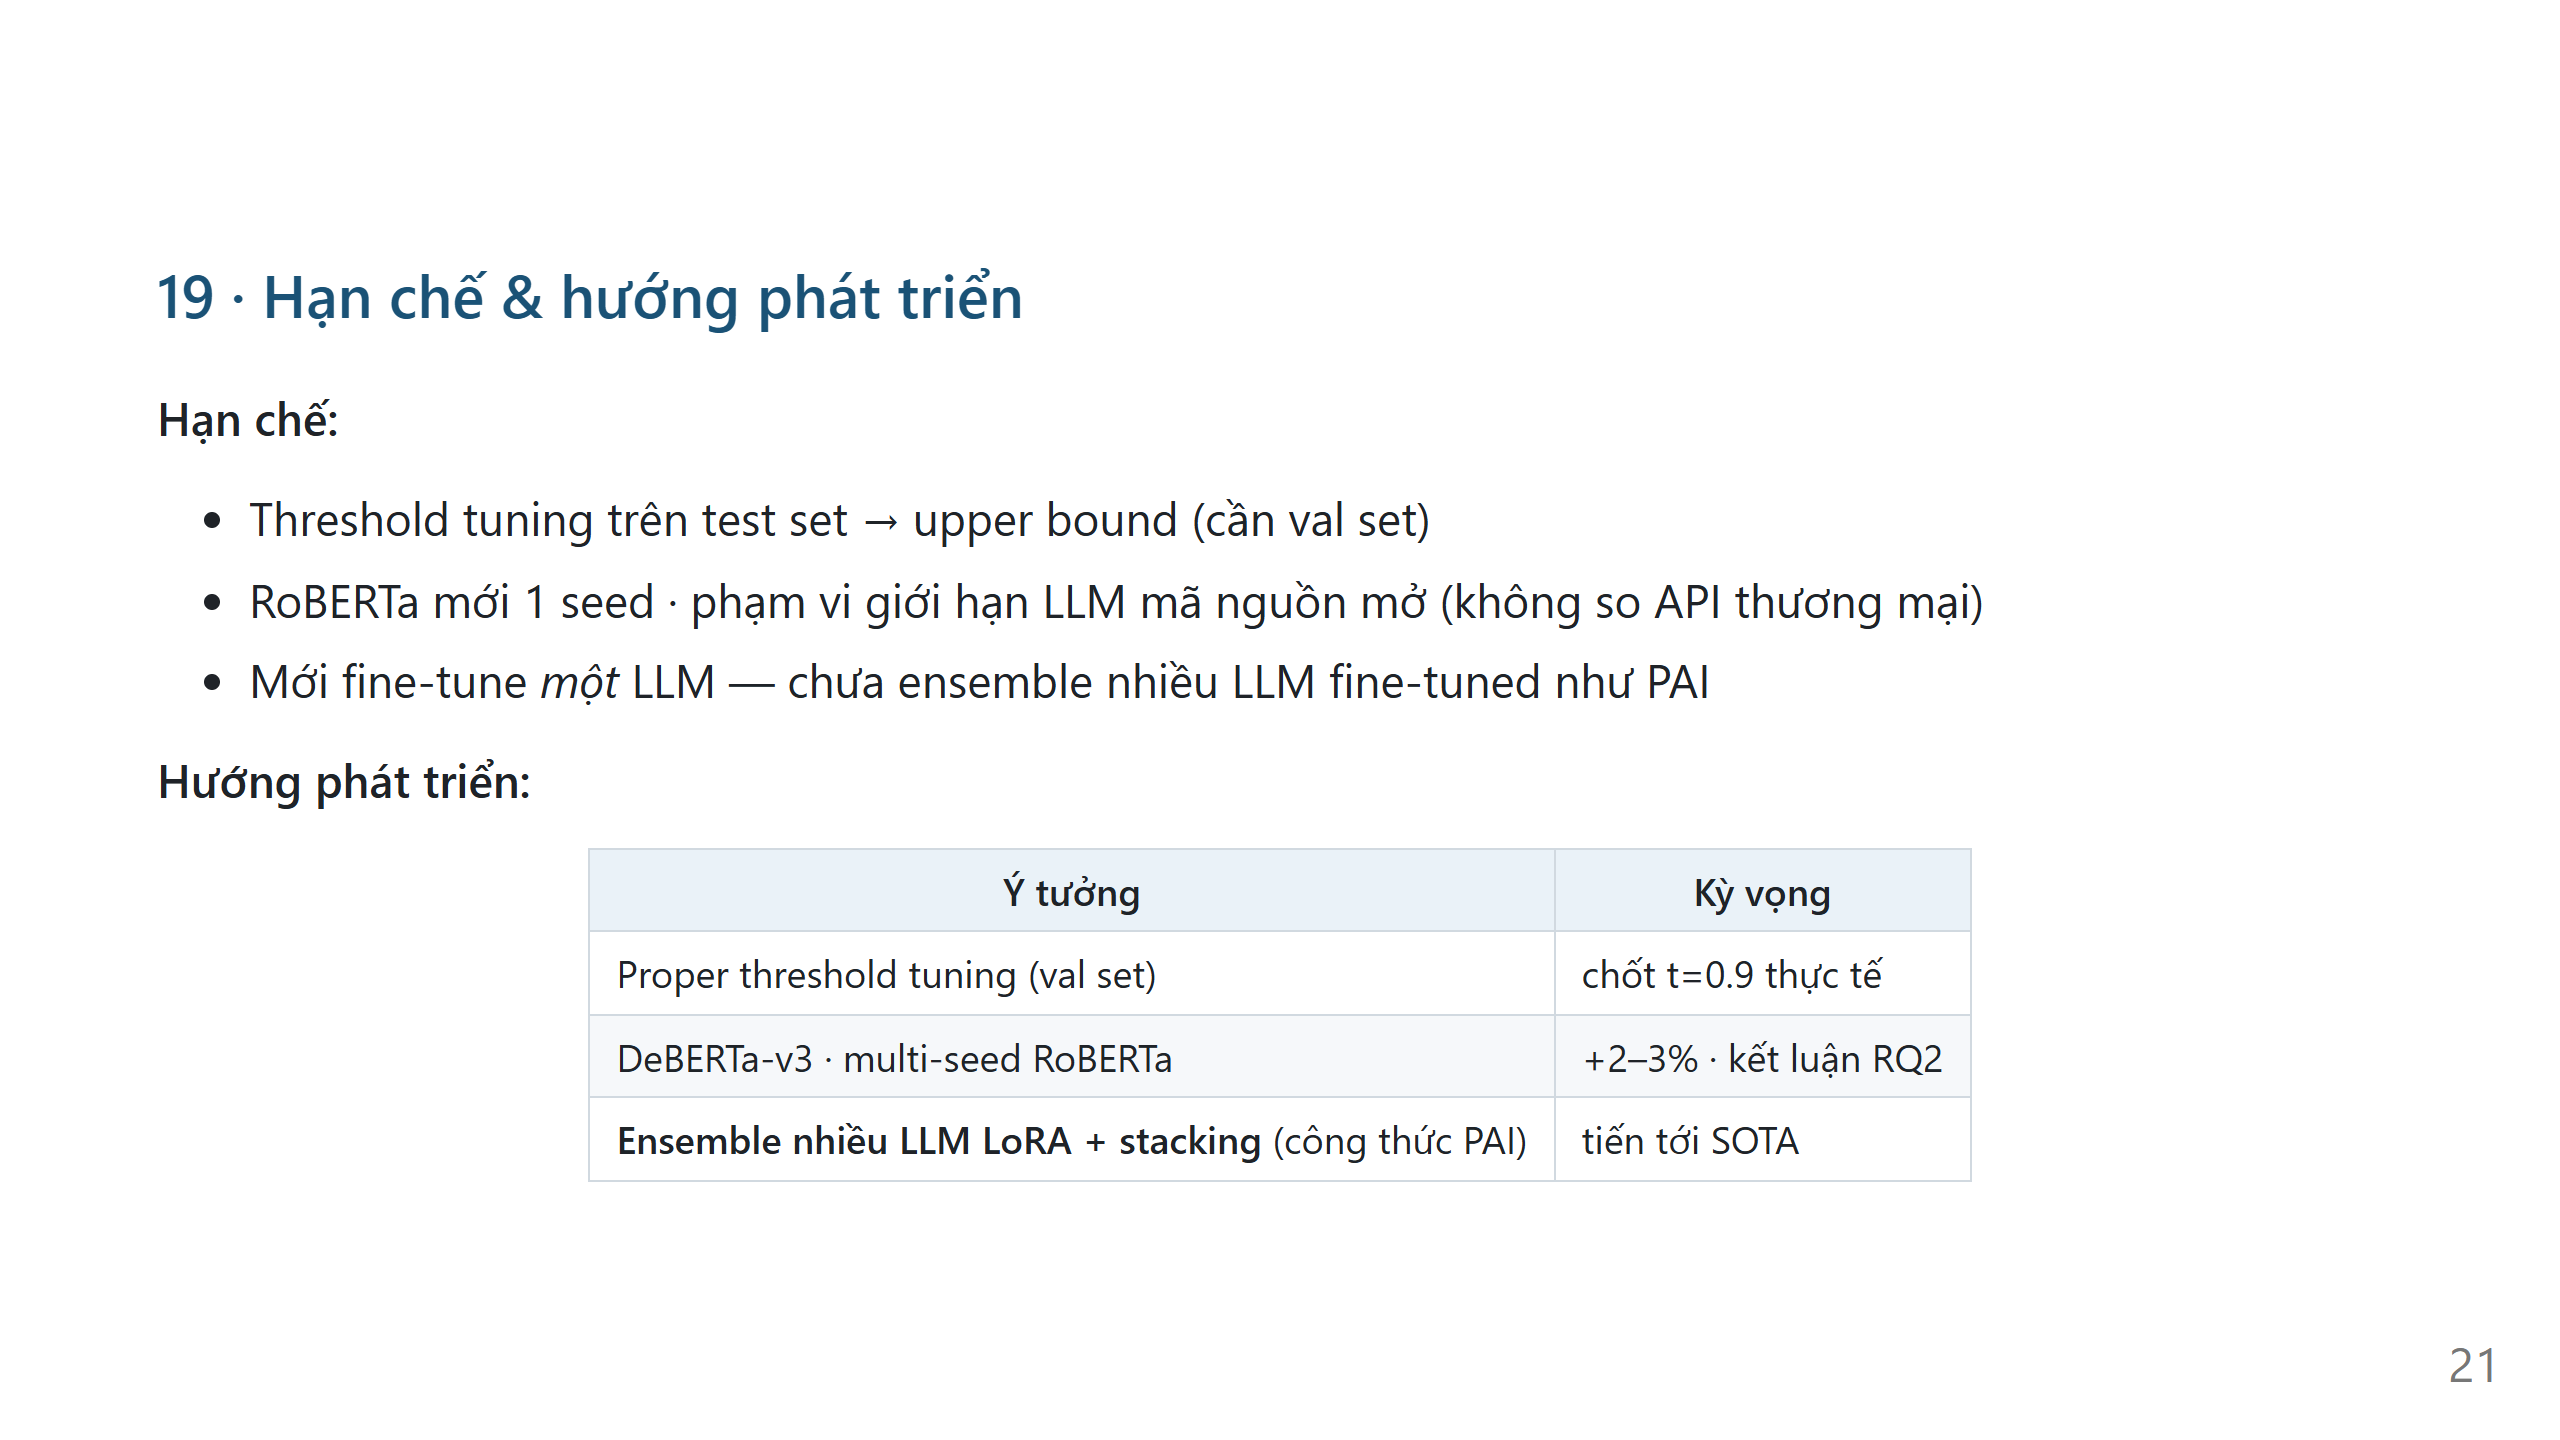 19 · Hạn chế & hướng phát triển
Hạn chế:
• Threshold tuning trên test set → upper bound (cần val set)
• RoBERTa mới 1 seed · phạm vi giới hạn LLM mã nguồn mở (không so API thương mại)
• Mới fine-tune một LLM — chưa ensemble nhiều LLM fine-tuned như PAI
Hướng phát triển:
Ý tưởng Kỳ vọng
Proper threshold tuning (val set) chốt t=0.9 thực tế
DeBERTa-v3 · multi-seed RoBERTa +2–3% · kết luận RQ2
Ensemble nhiều LLM LoRA + stacking (công thức PAI) tiến tới SOTA
21